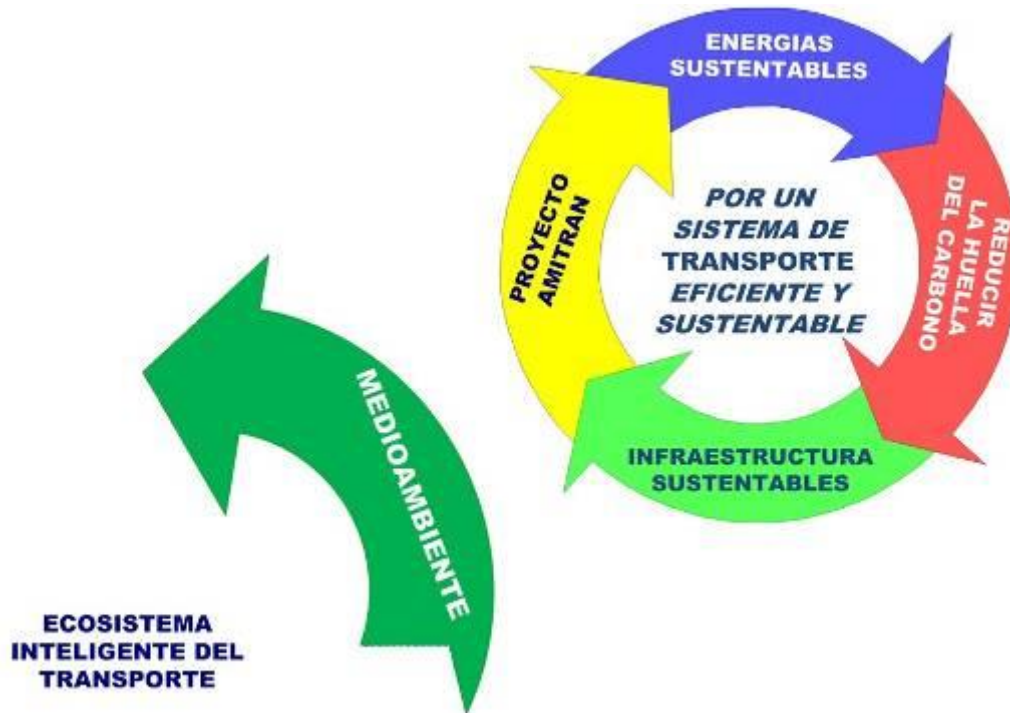 ENERGIAS
SUSTENTABLES
REDUCIR
LA HUELLA
DEL CARBONO
INFRAESTRUCTURA
SUSTENTABLES
PROYECTO
AMITRAN
POR UN
SISTEMA DE
TRANSPORTE
EFICIENTE Y
SUSTENTABLE
MEDIOAMBIENTE
ECOSISTEMA
INTELIGENTE DEL
TRANSPORTE